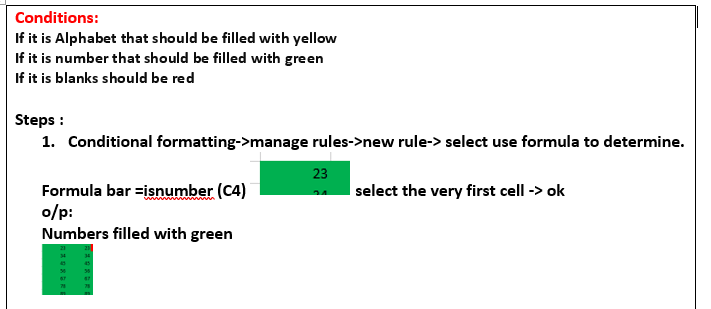 Conditions:
If it is Alphabet that should be filled with yellow
If it is number that should be filled with green
If it is blanks should be red
Steps :
1. Conditional formatting->manage rules->new rule-> select use formula to determine.
23
Formula bar =isnumber (C4) select the very first cell -> ok
o/p:
Numbers filled with green